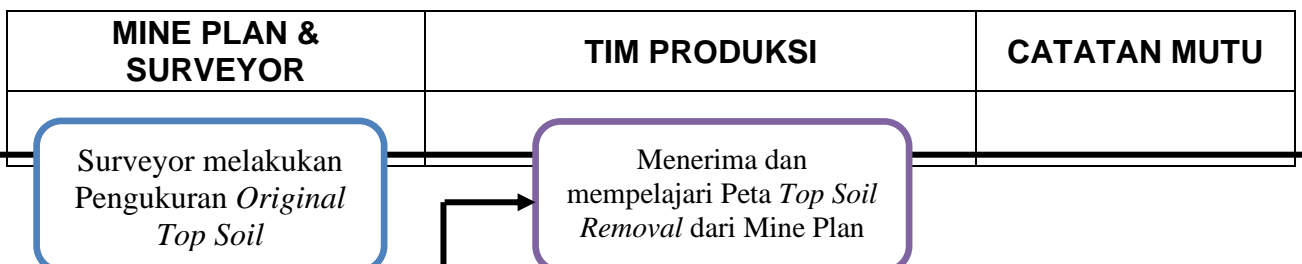 MINE PLAN &
SURVEYOR
TIM PRODUKSI
CATATAN MUTU
Surveyor melakukan
Pengukuran Original
Top Soil
Menerima dan
mempelajari Peta Top Soil
Removal dari Mine Plan